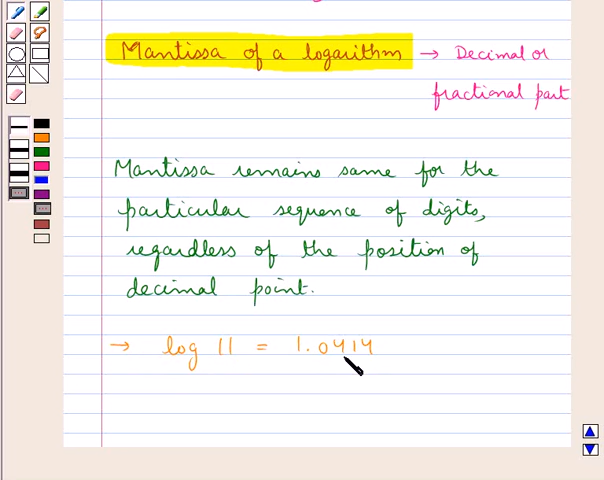 Mantissa of a logarithm → Decimal or
fractional part
Mantissa remains same for the
particular sequence of digits,
regardless of the position of
decimal point.
→ log 11 = 1.0414